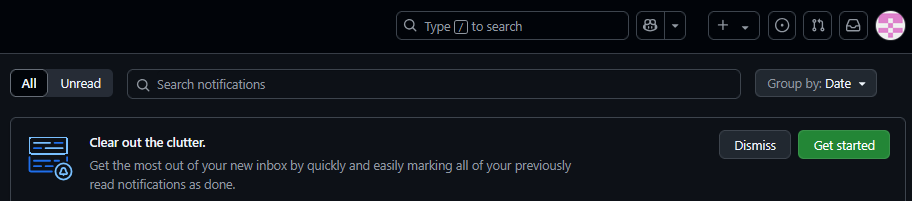 Type / to search
All Unread Search notifications Group by: Date
Clear out the clutter.
Get the most out of your new inbox by quickly and easily marking all of your previously
read notifications as done.
Dismiss Get started